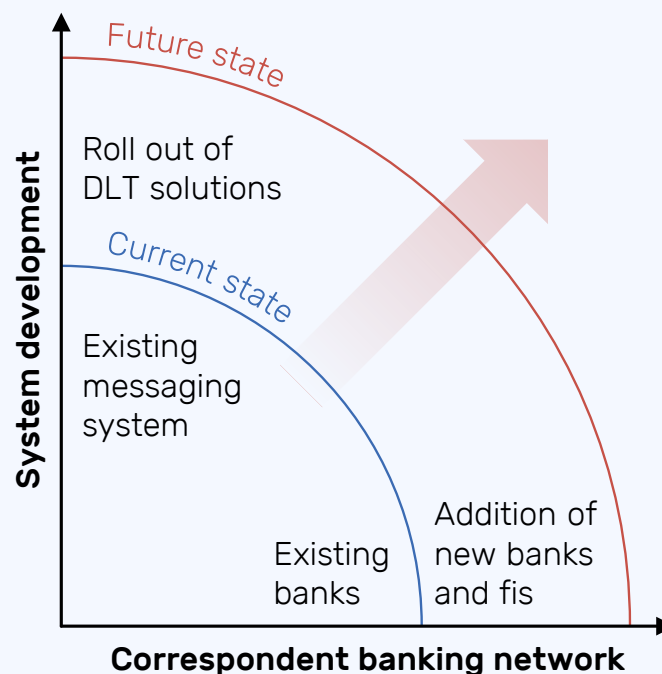 Future state
Roll out of
DLT solutions
Current state
Existing
messaging
system
Existing
banks
Addition of
new banks
and fis
System development
Correspondent banking network